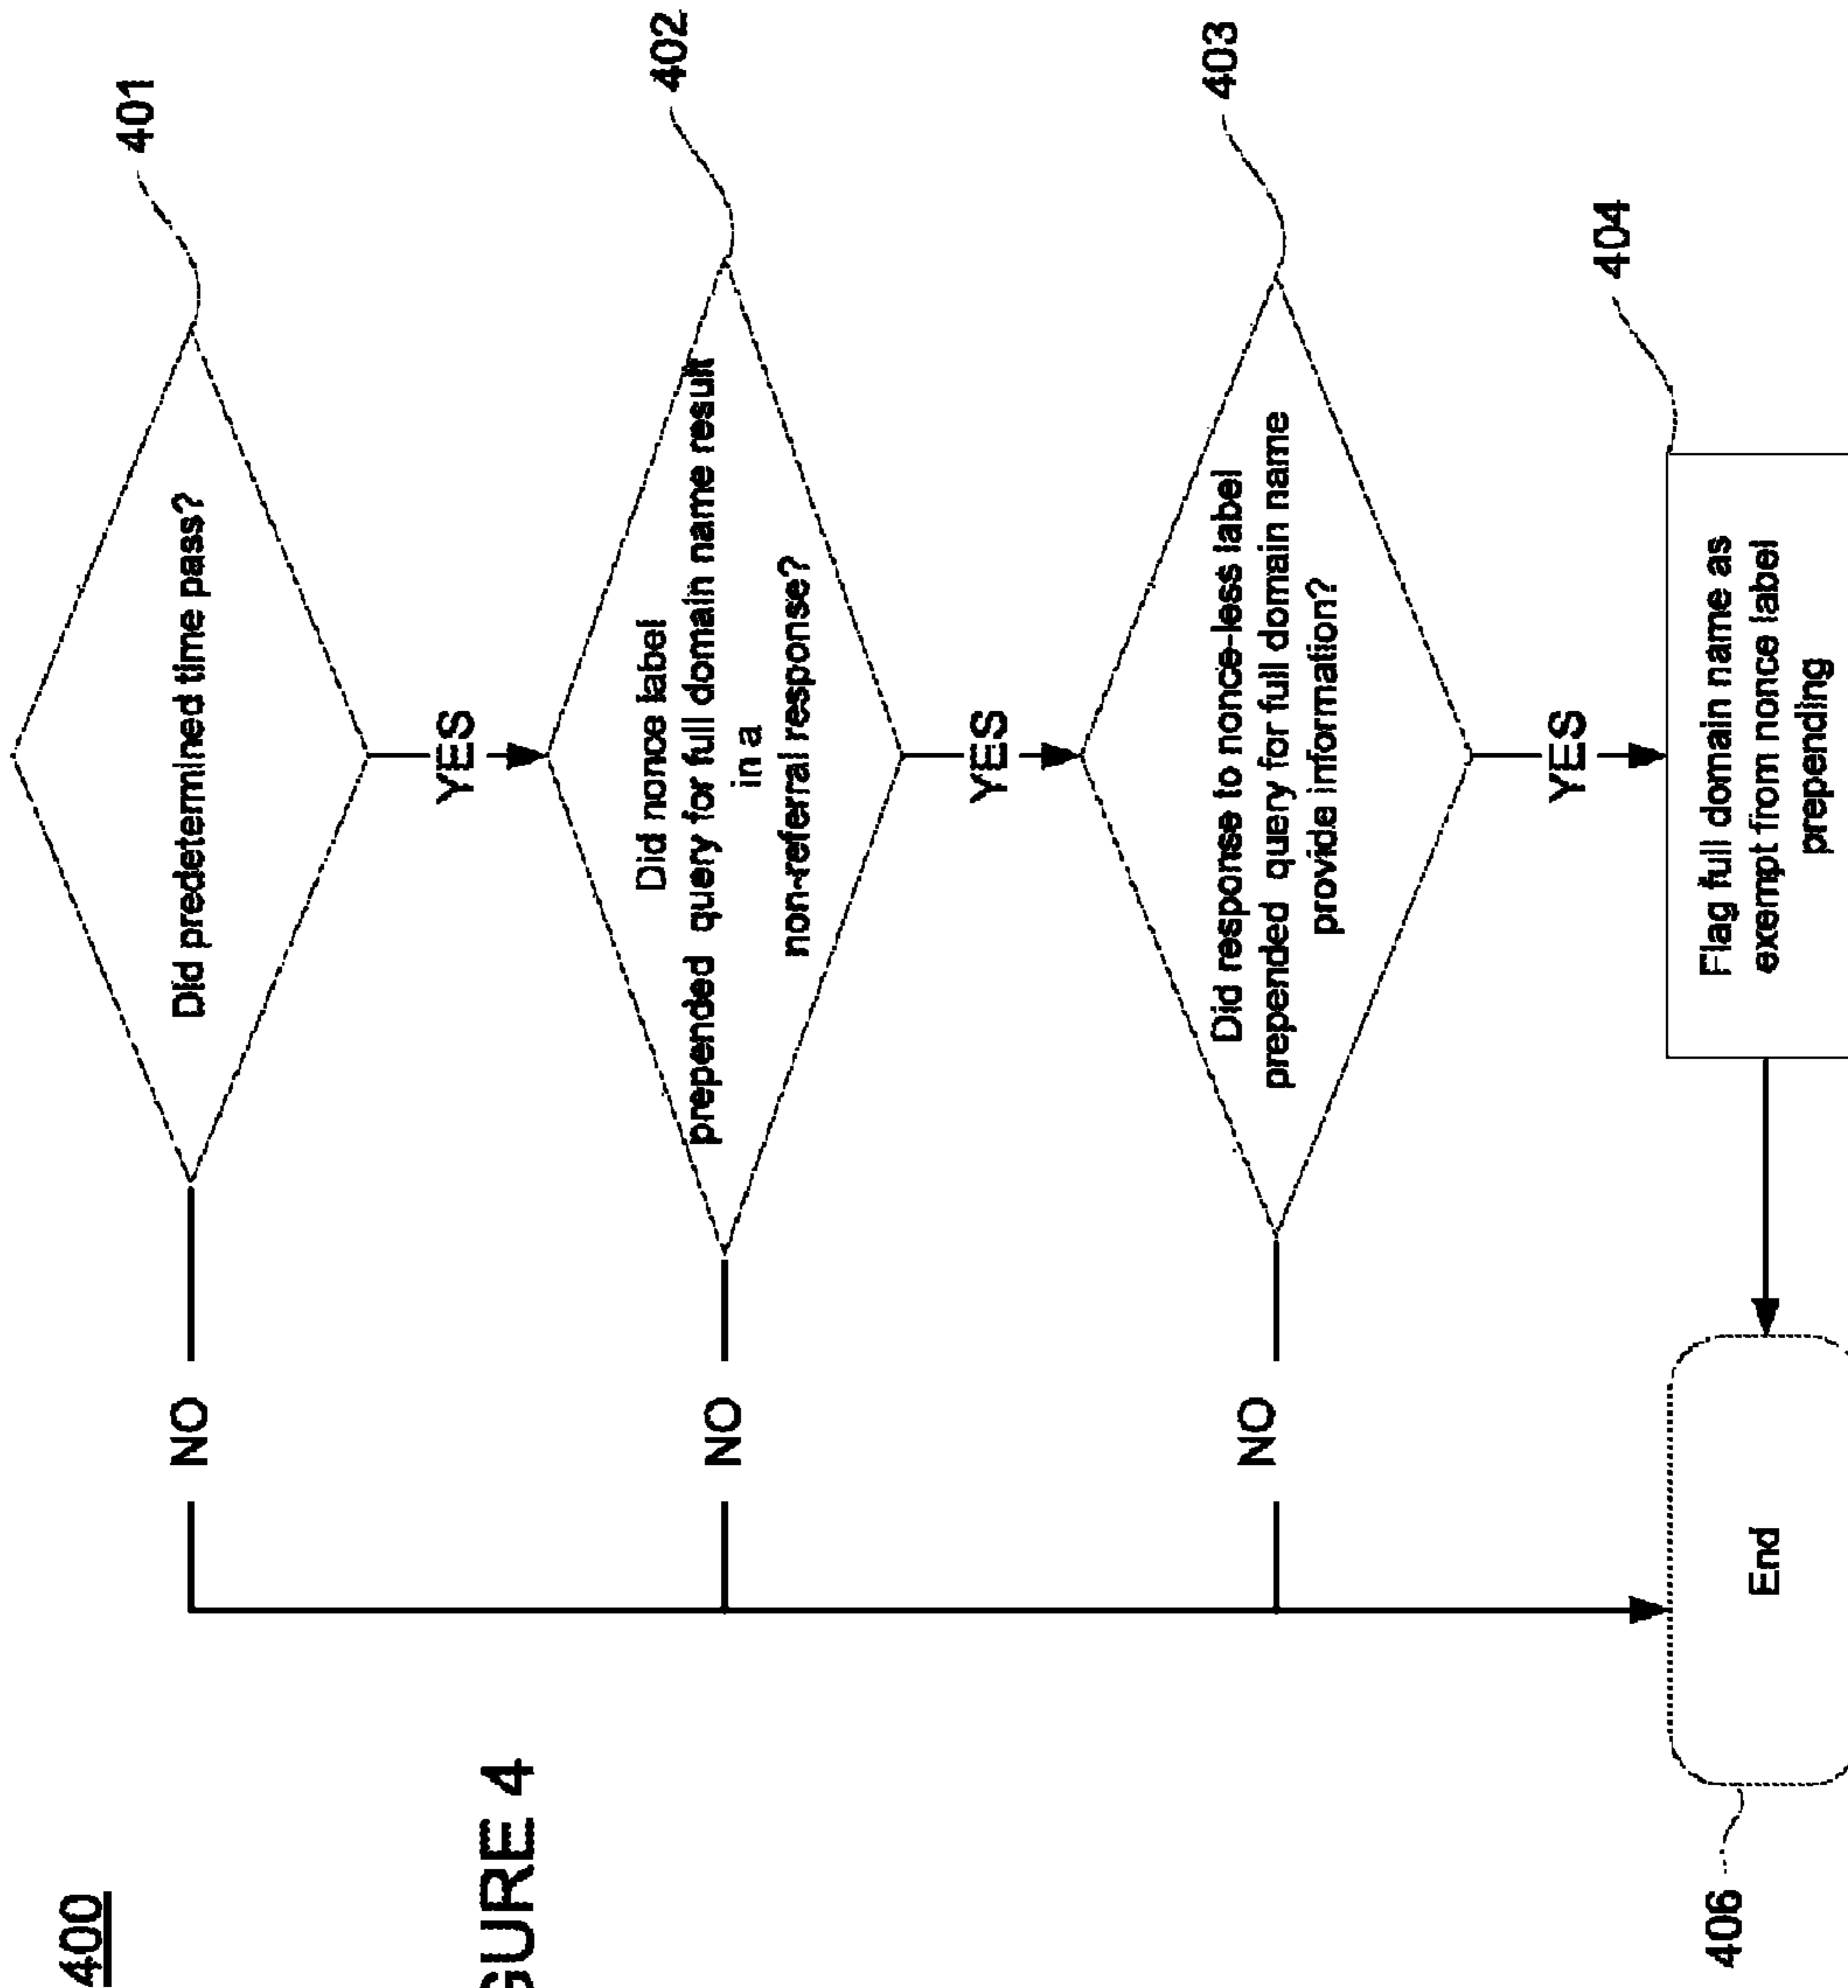 400
401
Did predetermined time pass?
NO
YES
402
Did nonce label
prepended query for full domain name result
in a
non-referral response?
NO
YES
403
Did response to nonce-less label
prepended query for full domain name
provide information?
NO
YES
404
Flag full domain name as
exempt from nonce label
prepending
End
406
GURE 4